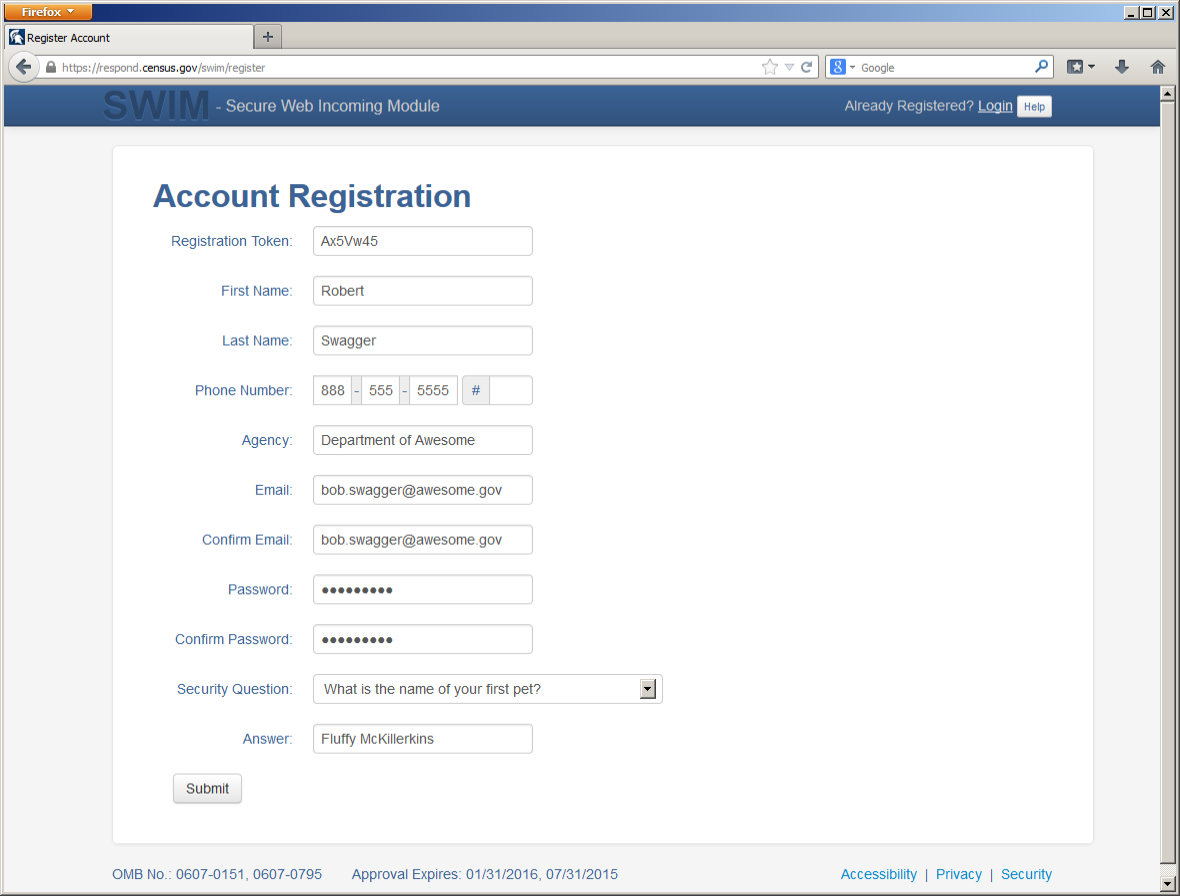 Firefox
Register Account
https://respond.census.gov/swim/register
Google
SWIM - Secure Web Incoming Module
Already Registered? Login Help
Account Registration
Registration Token: Ax5Vw45
First Name: Robert
Last Name: Swagger
Phone Number: 888 - 555 - 5555 #
Agency: Department of Awesome
Email: bob.swagger@awesome.gov
Confirm Email: bob.swagger@awesome.gov
Password: •••••••••
Confirm Password: •••••••••
Security Question: What is the name of your first pet?
Answer: Fluffy McKillerkins
Submit
OMB No.: 0607-0151, 0607-0795 Approval Expires: 01/31/2016, 07/31/2015 Accessibility | Privacy | Security